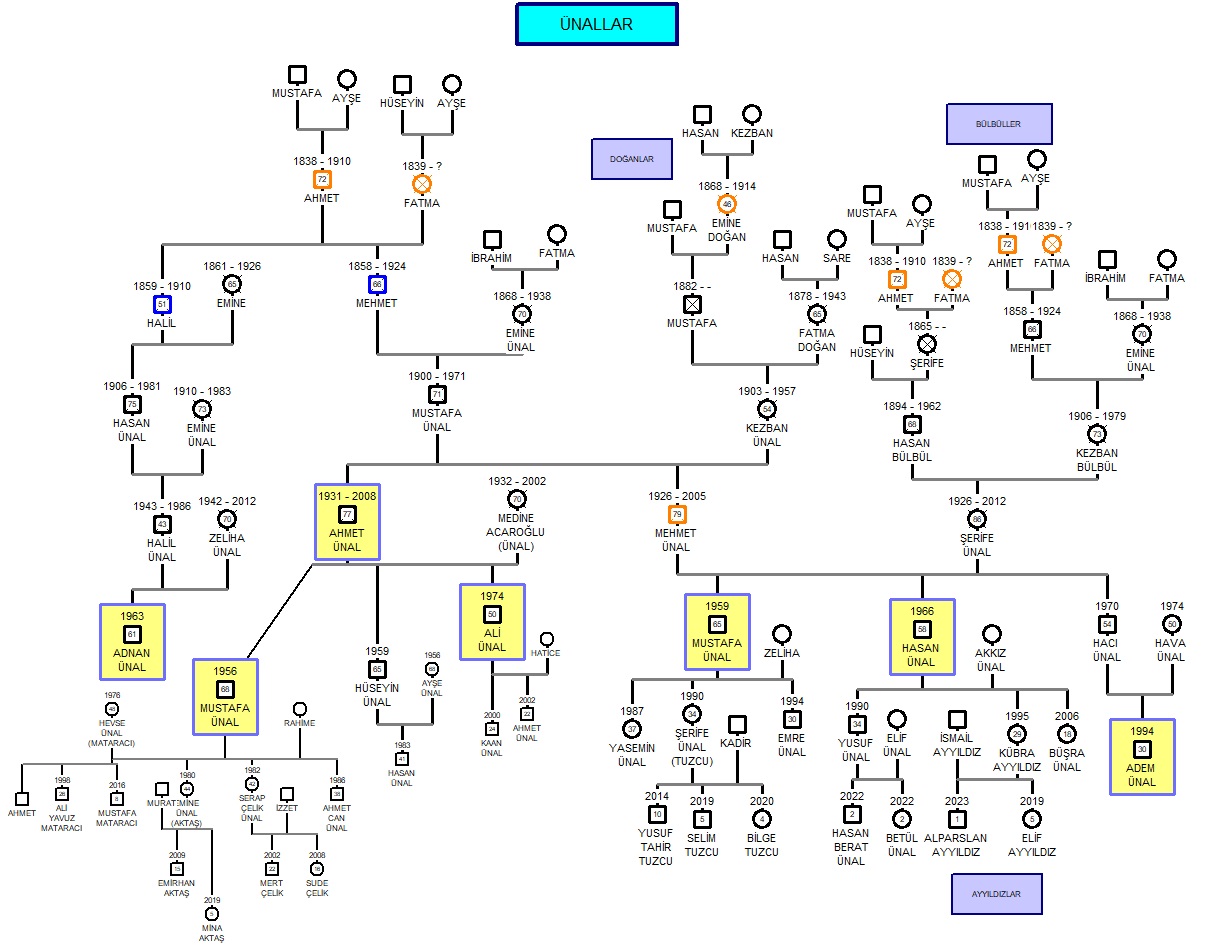 ÜNALLAR
MUSTAFA
AYŞE
HÜSEYİN
AYŞE
1838 - 1910
72
AHMET
1839 - ?
FATMA
DOĞANLAR
HASAN
KEZBAN
1868 - 1914
46
EMİNE
DOĞAN
BÜLBÜLLER
MUSTAFA
AYŞE
1838 - 191
72
AHMET
1839 - ?
FATMA
MUSTAFA
AYŞE
1838 - 1910
72
AHMET
1839 - ?
FATMA
MUSTAFA
HASAN
SARE
İBRAHİM
FATMA
İBRAHİM
FATMA
1859 - 1910
51
HALİL
1861 - 1926
65
EMİNE
1858 - 1924
66
MEHMET
1868 - 1938
70
EMİNE
ÜNAL
1882 - -
MUSTAFA
1878 - 1943
65
FATMA
DOĞAN
HÜSEYİN
1865 - -
ŞERİFE
1858 - 1924
66
MEHMET
1868 - 1938
70
EMİNE
ÜNAL
1906 - 1981
75
HASAN
ÜNAL
1910 - 1983
73
EMİNE
ÜNAL
1900 - 1971
71
MUSTAFA
ÜNAL
1903 - 1957
54
KEZBAN
ÜNAL
1894 - 1962
68
HASAN
BÜLBÜL
1906 - 1979
73
KEZBAN
BÜLBÜL
1943 - 1986
43
HALİL
ÜNAL
1942 - 2012
70
ZELİHA
ÜNAL
1931 - 2008
77
AHMET
ÜNAL
1932 - 2002
70
MEDİNE
ACAROĞLU
(ÜNAL)
1926 - 2005
79
MEHMET
ÜNAL
1926 - 2012
86
ŞERİFE
ÜNAL
1963
61
ADNAN
ÜNAL
1956
68
MUSTAFA
ÜNAL
RAHİME
1959
65
HÜSEYİN
ÜNAL
1956
68
AYŞE
ÜNAL
1974
50
ALİ
ÜNAL
HATİCE
1959
65
MUSTAFA
ÜNAL
ZELİHA
1966
58
HASAN
ÜNAL
AKKIZ
ÜNAL
1970
54
HACI
ÜNAL
1974
50
HAVA
ÜNAL
1976
48
HEVSE
ÜNAL
(MATARACI)
AHMET
1998
26
ALİ
YAVUZ
MATARACI
2016
8
MUSTAFA
MATARACI
MURAT
1980
44
EMİNE
ÜNAL
(AKTAŞ)
1982
42
SERAP
ÇELİK
ÜNAL
İZZET
1986
38
AHMET
CAN
ÜNAL
1983
41
HASAN
ÜNAL
2000
24
KAAN
ÜNAL
2002
22
AHMET
ÜNAL
1987
37
YASEMİN
ÜNAL
1990
34
ŞERİFE
ÜNAL
(TUZCU)
KADİR
1994
30
EMRE
ÜNAL
1990
34
YUSUF
ÜNAL
ELİF
ÜNAL
İSMAİL
AYYILDIZ
1995
29
KÜBRA
AYYILDIZ
2006
18
BÜŞRA
ÜNAL
1994
30
ADEM
ÜNAL
2009
15
EMİRHAN
AKTAŞ
2019
5
MİNA
AKTAŞ
2002
22
MERT
ÇELİK
2008
16
SUDE
ÇELİK
2014
10
YUSUF
TAHİR
TUZCU
2019
5
SELİM
TUZCU
2020
4
BİLGE
TUZCU
2022
2
HASAN
BERAT
ÜNAL
2022
2
BETÜL
ÜNAL
2023
1
ALPARSLAN
AYYILDIZ
2019
5
ELİF
AYYILDIZ
AYYILDIZLAR